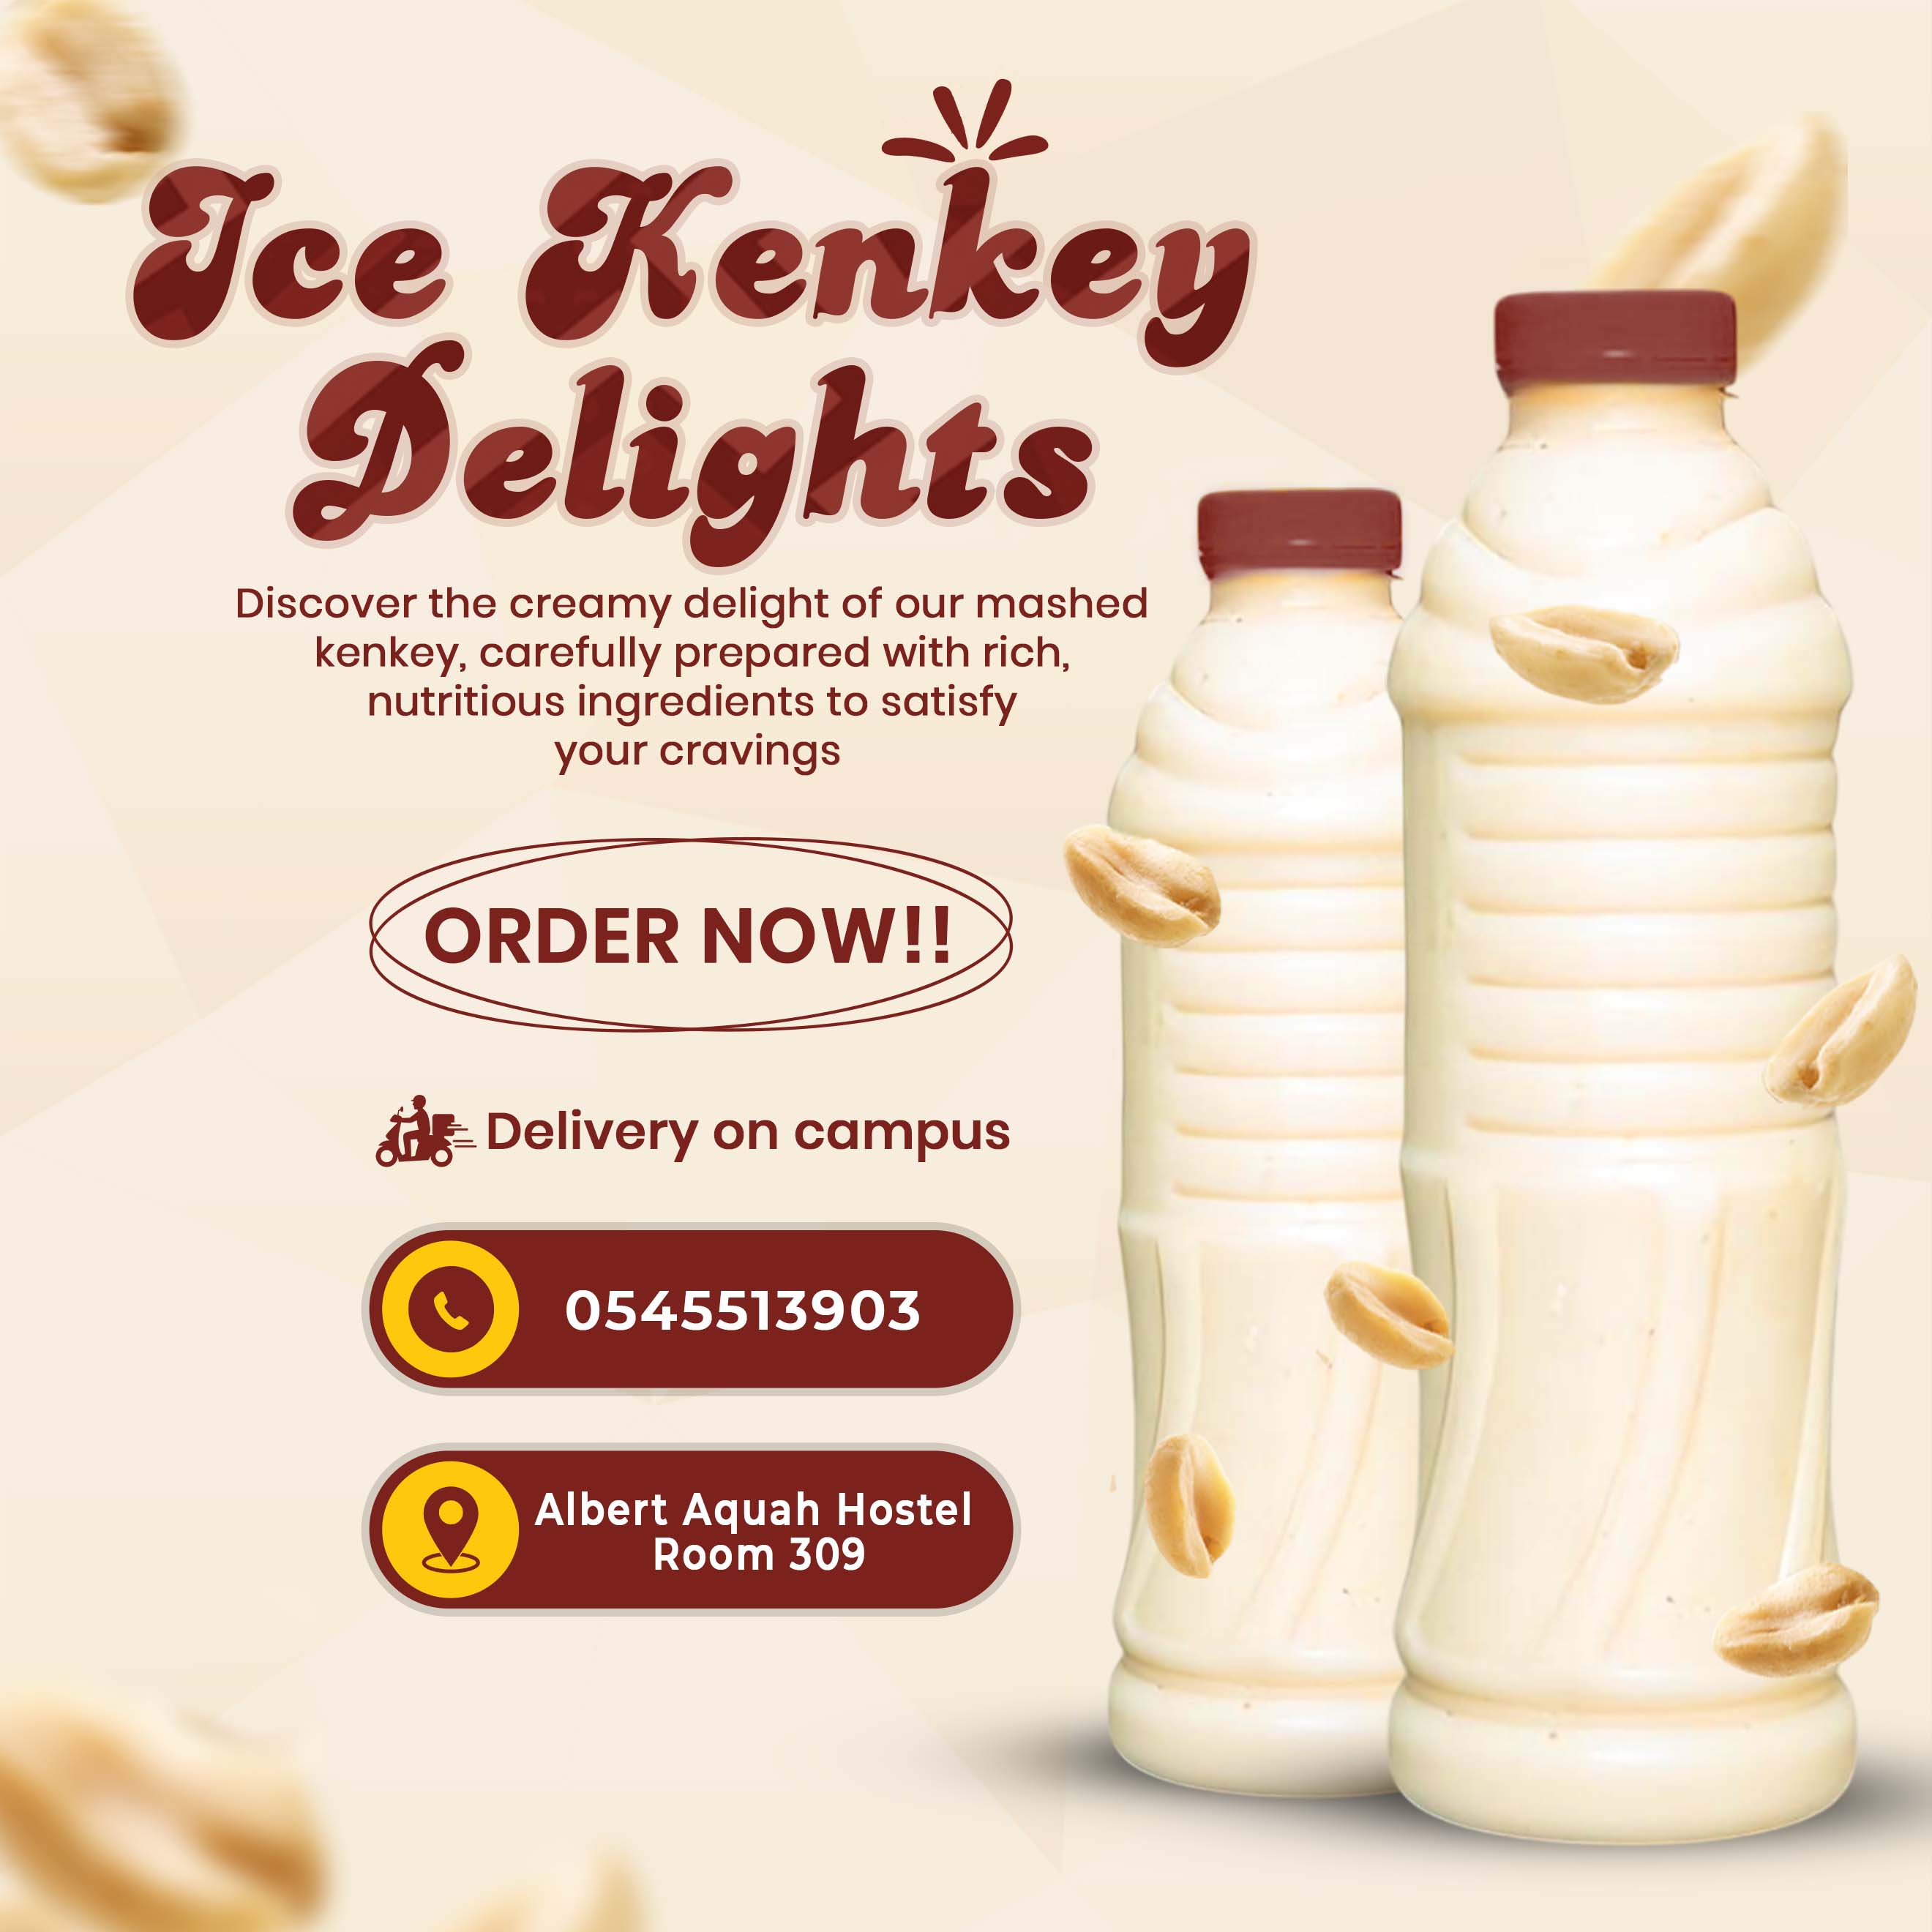 Ice Kenkey
Delights
Discover the creamy delight of our mashed
kenkey, carefully prepared with rich,
nutritious ingredients to satisfy
your cravings
ORDER NOW!!
Delivery on campus
0545513903
Albert Aquah Hostel
Room 309